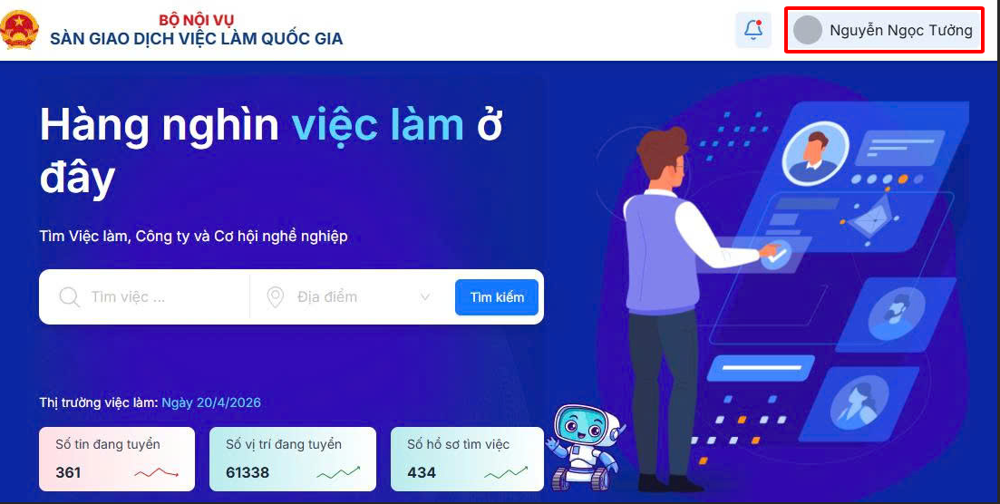 BỘ NỘI VỤ
SÀN GIAO DỊCH VIỆC LÀM QUỐC GIA
Nguyễn Ngọc Tưởng
Hàng nghìn việc làm ở
đây
Tìm Việc làm, Công ty và Cơ hội nghề nghiệp
Tìm việc ...
Địa điểm
Tìm kiếm
Thị trường việc làm: Ngày 20/4/2026
Số tin đang tuyển
361
Số vị trí đang tuyển
61338
Số hồ sơ tìm việc
434